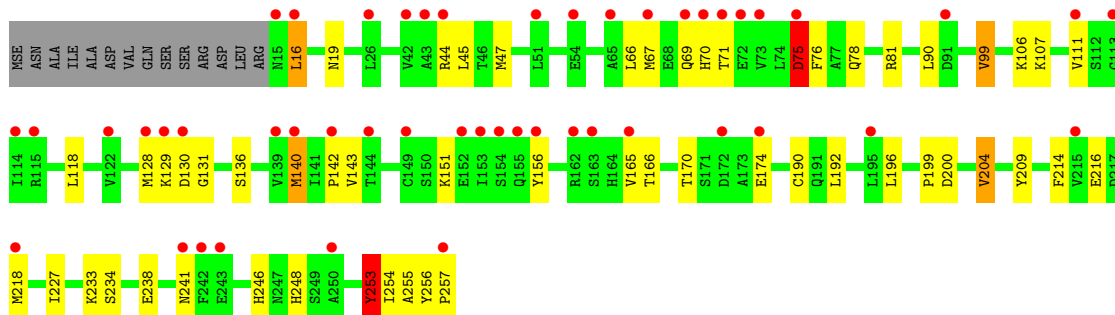 MSE ASN ALA ILE ALA ASP VAL GLN SER SER ARG ASP LEU ARG N15 L16 N19 L26 V42 A43 R44 L45 T46 M47 L51 E54 A65 L66 M67 E68 Q69 H70 T71 E72 V73 L74 D75 F76 A77 Q78 R81 L90 D91 V99 K106 K107 V111 S112 C113
I114 R115 L118 V122 M128 K129 D130 G131 S136 V139 M140 I141 P142 V143 T144 C149 S150 K151 E152 I153 S154 Q155 Y156 R162 S163 H164 V165 T166 T170 S171 D172 A173 E174 C190 Q191 L192 L195 L196 P199 D200 V204 Y209 F214 V215 E216 D217
M218 I227 K233 S234 E238 N241 F242 E243 H246 N247 H248 S249 A250 Y253 I254 A255 Y256 P257